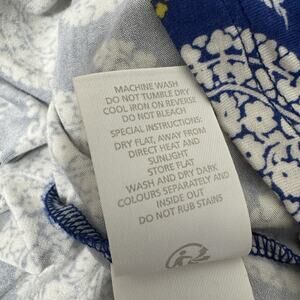 MACHINE WASH
DO NOT TUMBLE DRY
COOL IRON ON REVERSE
DO NOT BLEACH
SPECIAL INSTRUCTIONS:
DRY FLAT, AWAY FROM
DIRECT HEAT AND
SUNLIGHT
STORE FLAT
WASH AND DRY DARK
COLOURS SEPARATELY AND
INSIDE OUT
DO NOT RUB STAINS